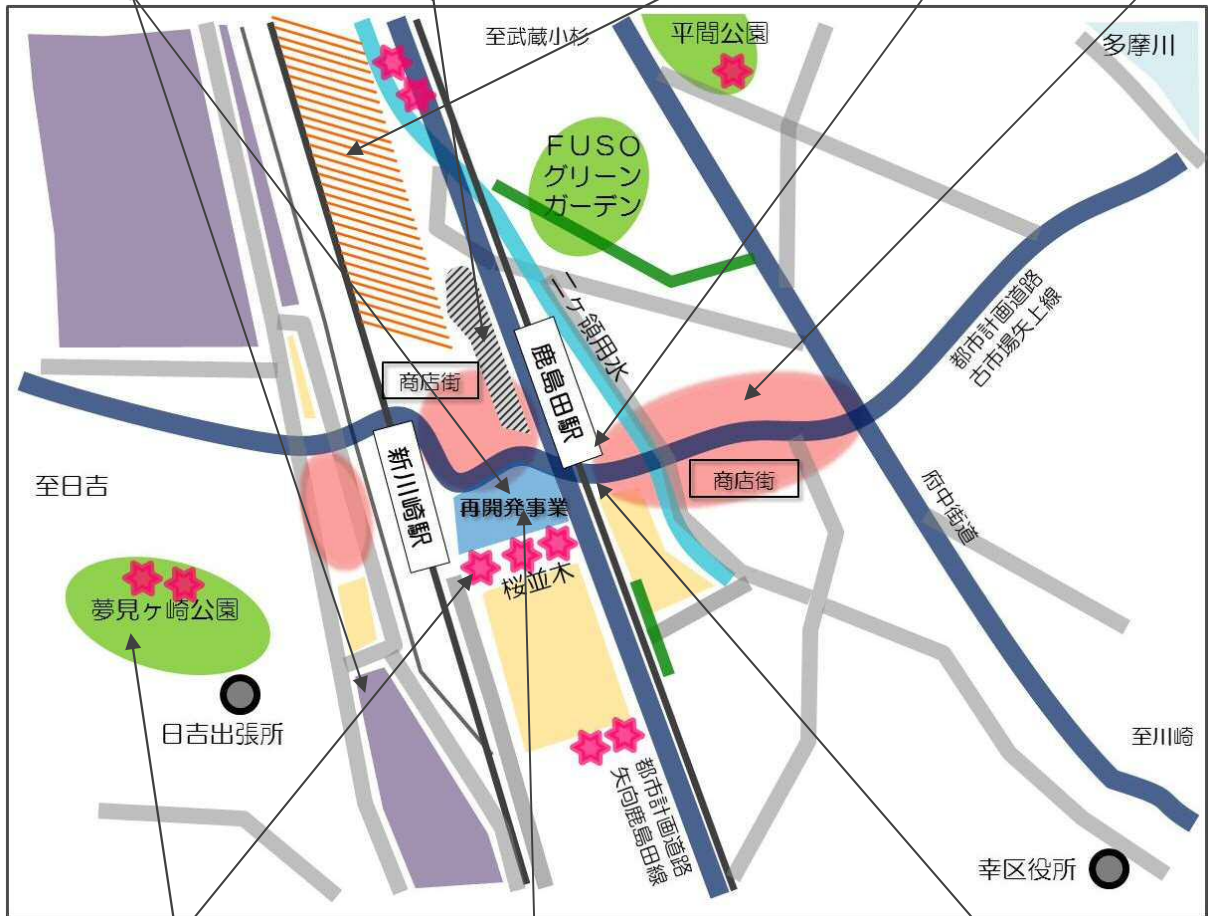 至武蔵小杉
平間公園
多摩川
FUSO
グリーン
ガーデン
二ヶ領用水
都市計画道路
古市場矢上線
鹿島田駅
商店街
新川崎駅
商店街
至日吉
再開発事業
府中街道
桜並木
夢見ヶ崎公園
日吉出張所
至川崎
都市計画道路
矢向鹿島田線
幸区役所